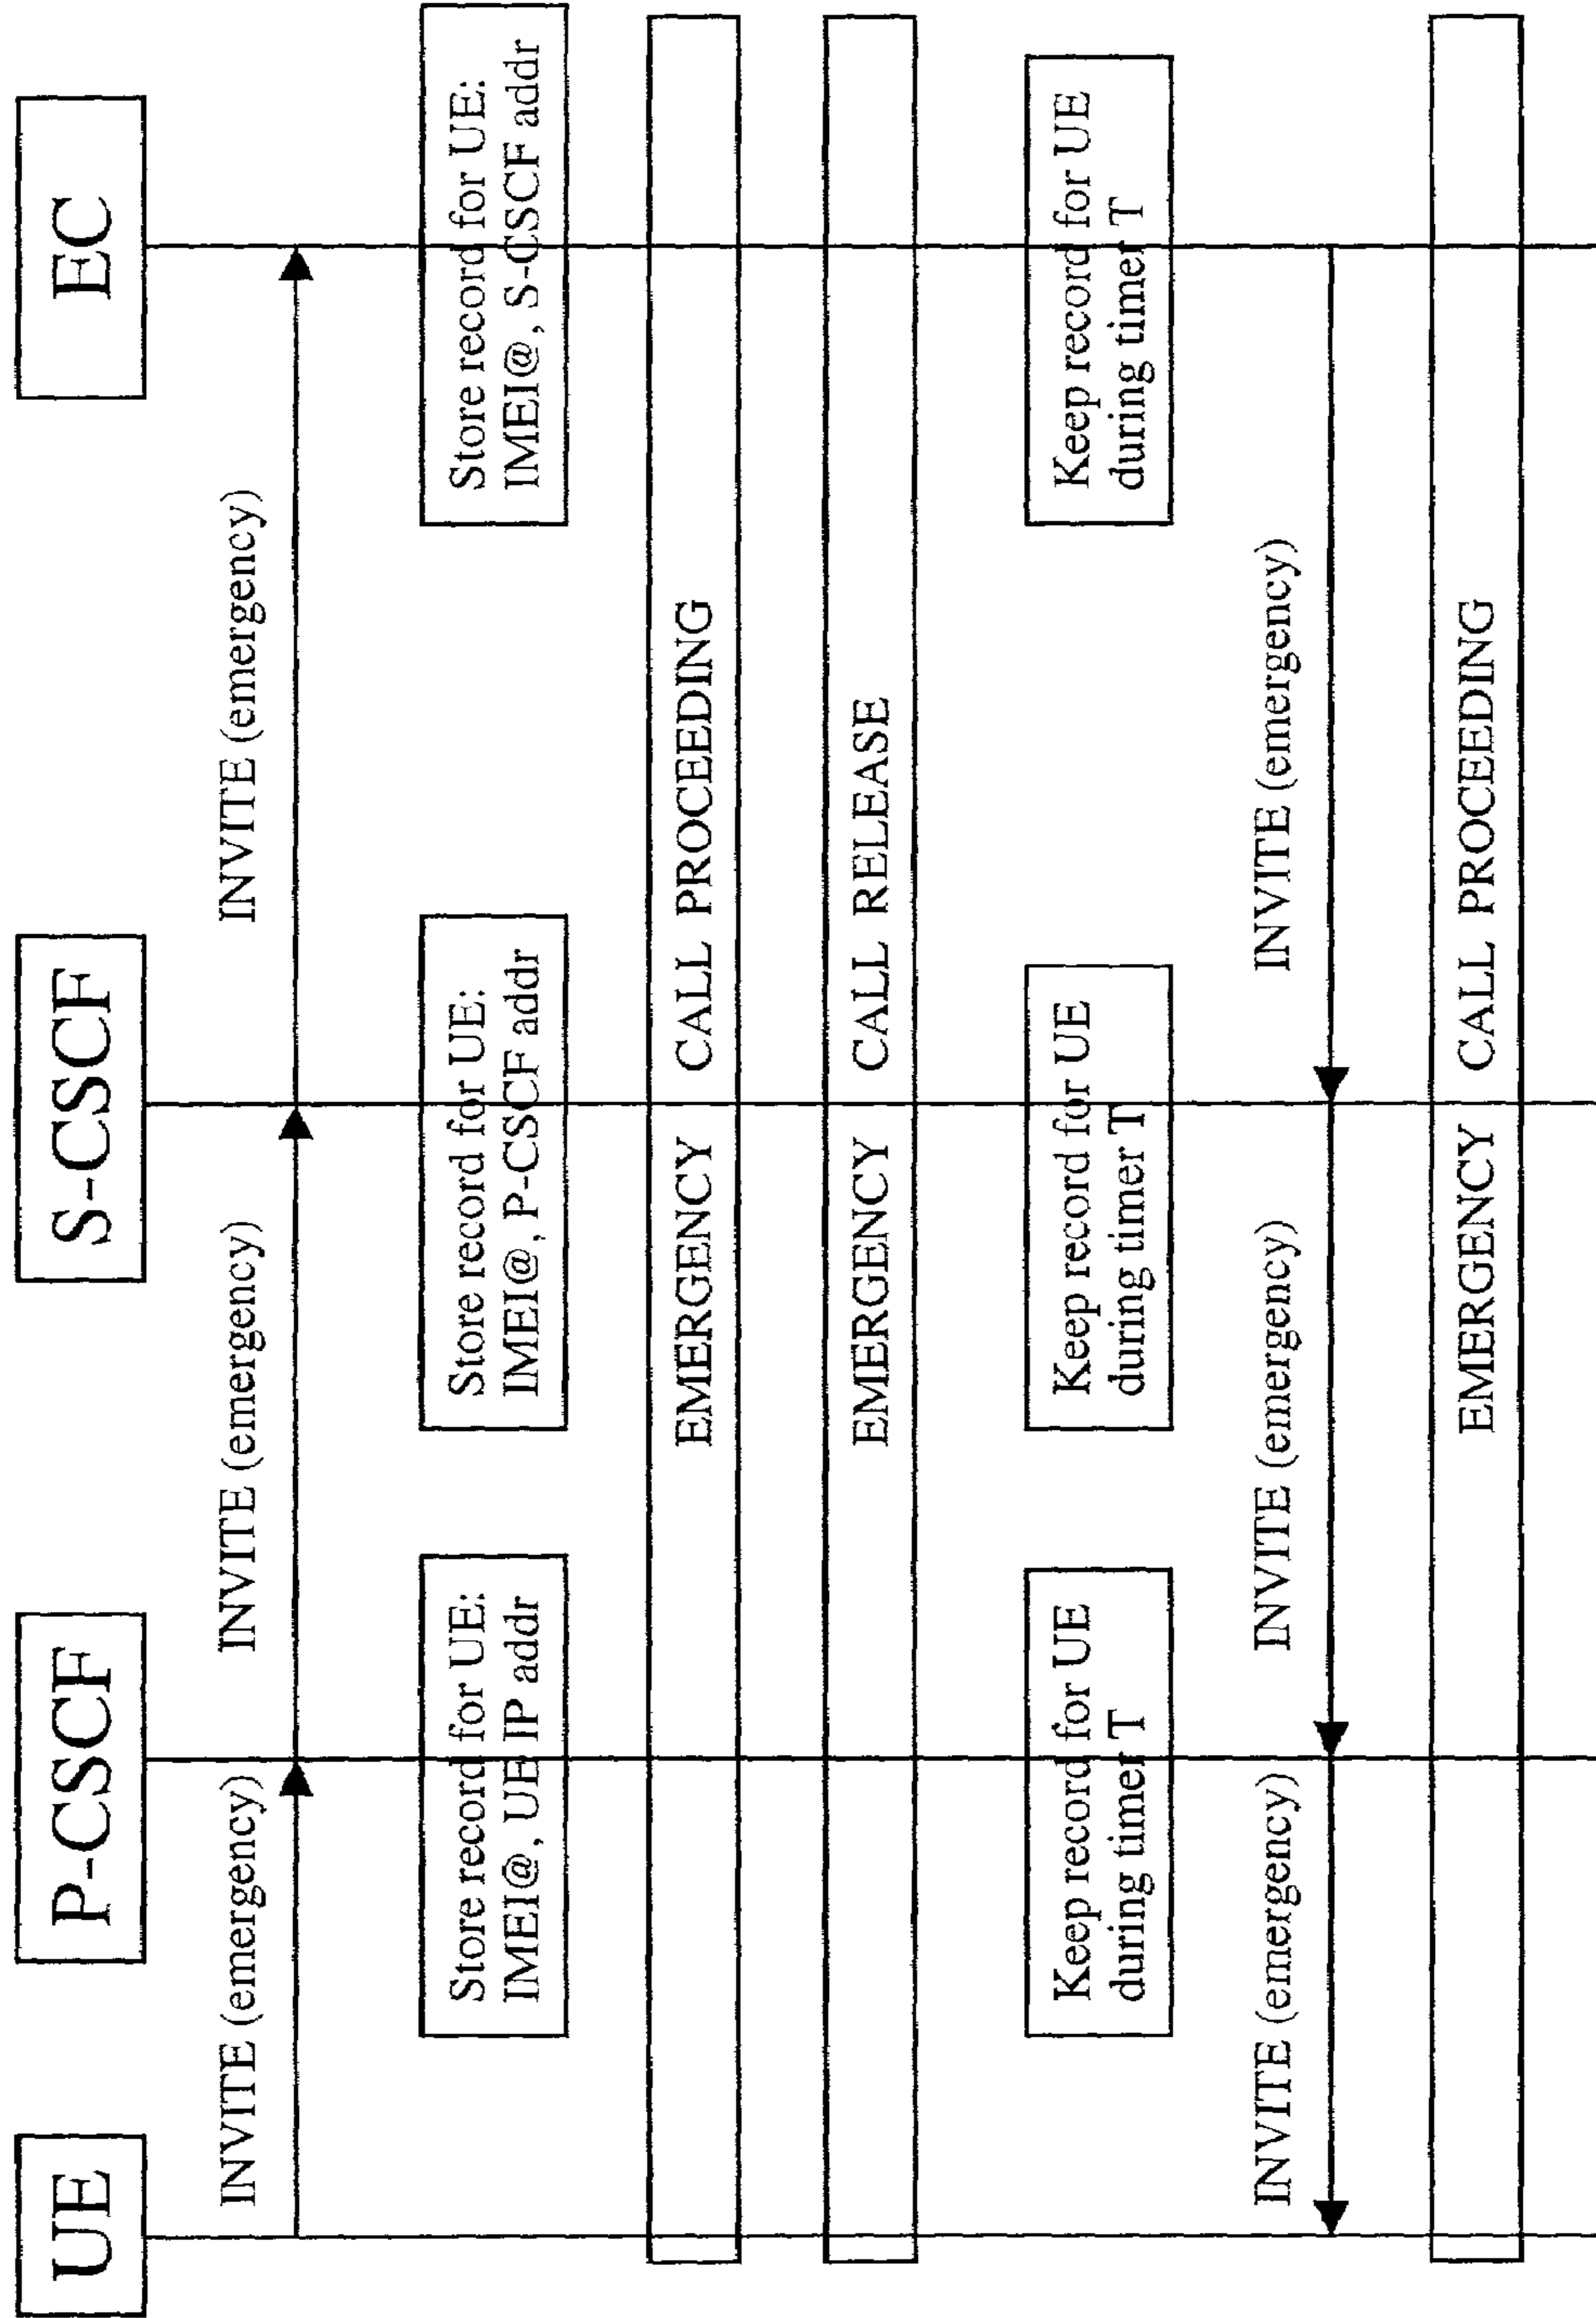 UE
P-CSCF
S-CSCF
EC
INVITE (emergency)
INVITE (emergency)
INVITE (emergency)
Store record for UE:
IMEI@, UE IP addr
Store record for UE:
IMEI@, P-CSCF addr
Store record for UE:
IMEI@, S-CSCF addr
EMERGENCY CALL PROCEEDING
EMERGENCY CALL RELEASE
Keep record for UE
during timer T
Keep record for UE
during timer T
Keep record for UE
during timer T
INVITE (emergency)
INVITE (emergency)
INVITE (emergency)
EMERGENCY CALL PROCEEDING